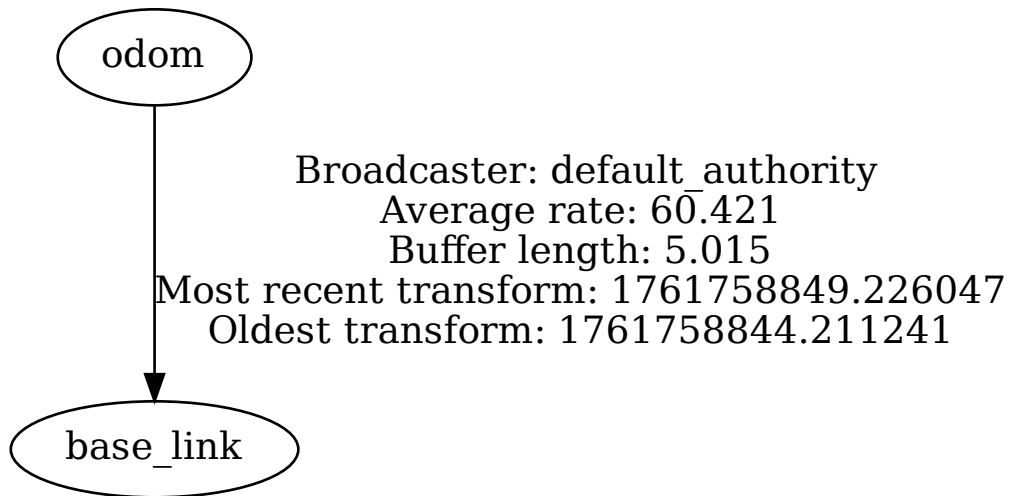 odom
Broadcaster: default_authority
Average rate: 60.421
Buffer length: 5.015
Most recent transform: 1761758849.226047
Oldest transform: 1761758844.211241
base_link